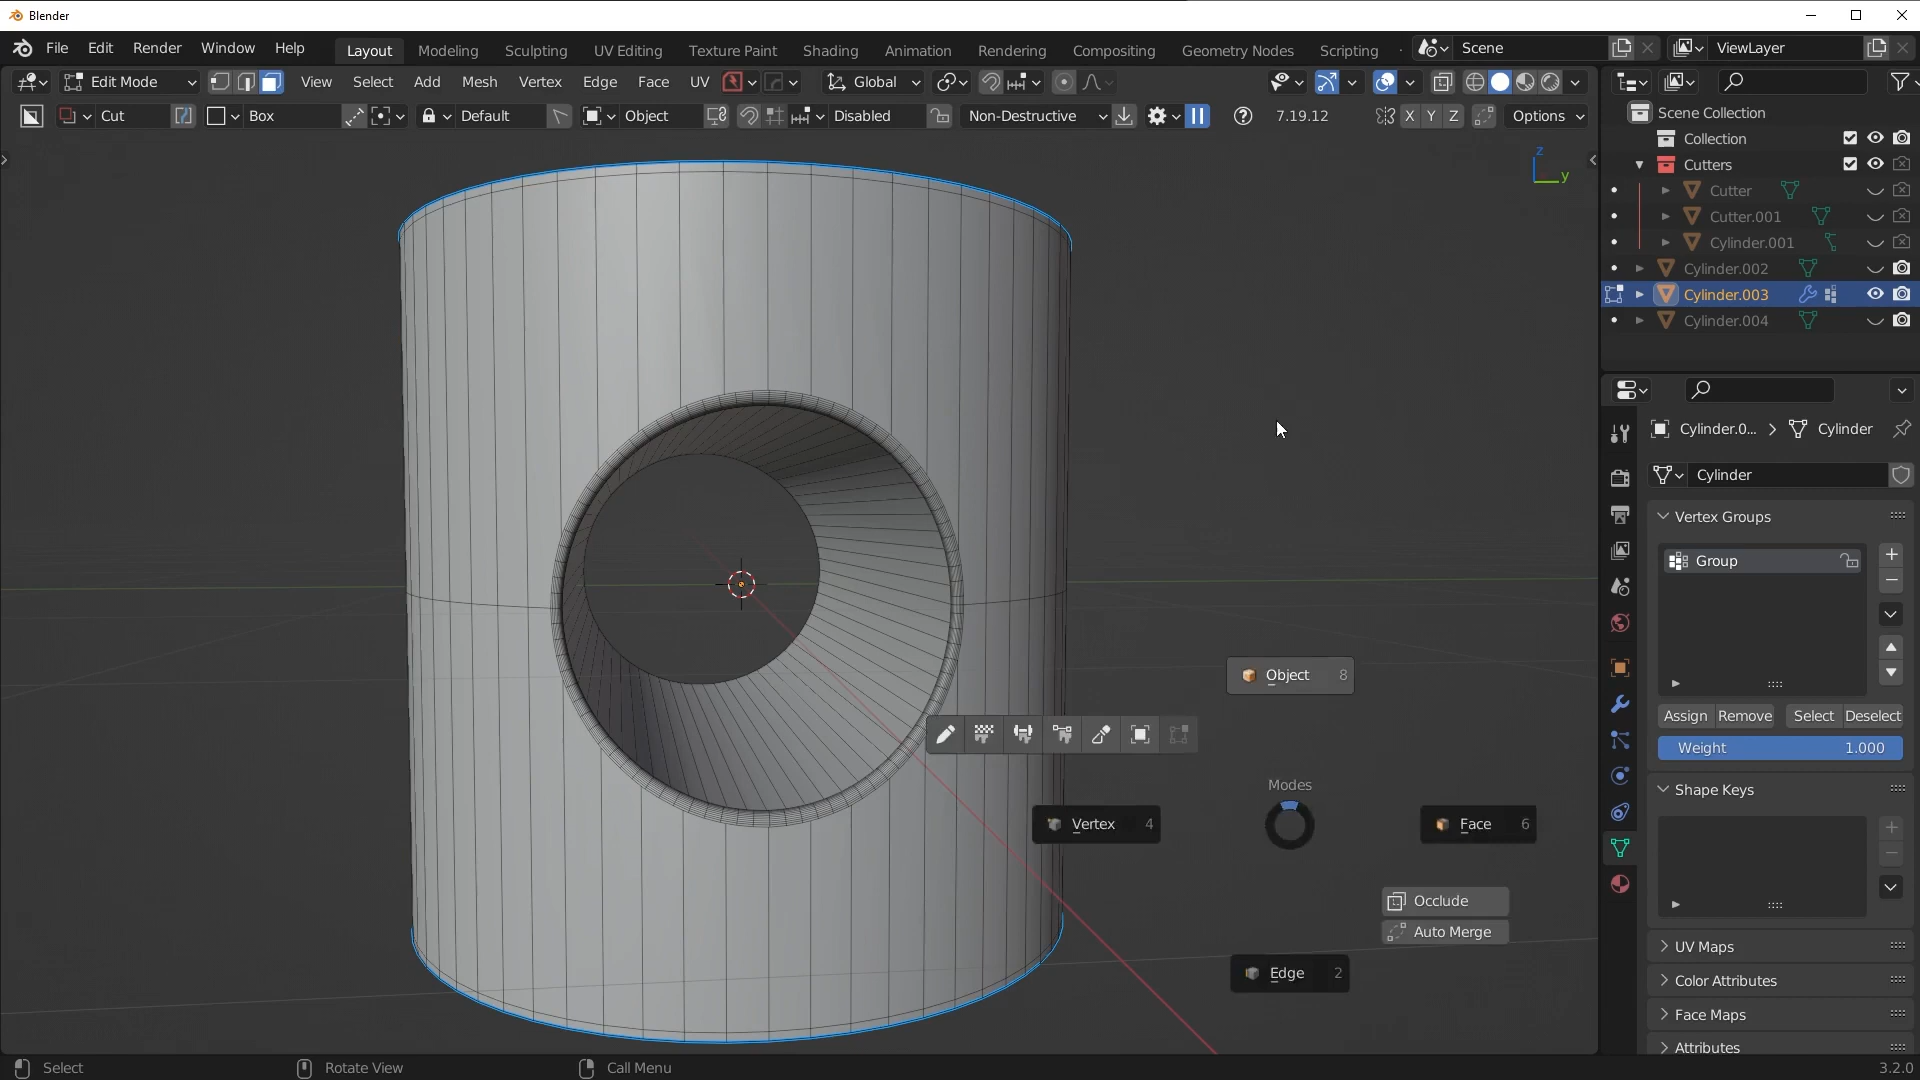 Blender
File Edit Render Window Help Layout Modeling Sculpting UV Editing Texture Paint Shading Animation Rendering Compositing Geometry Nodes Scripting Scene ViewLayer
Edit Mode View Select Add Mesh Vertex Edge Face UV Global
Cut Box Default Object Disabled Non-Destructive 7.19.12 X Y Z Options
Scene Collection
Collection
Cutters
Cutter
Cutter.001
Cylinder.001
Cylinder.002
Cylinder.003
Cylinder.004
z
y
Cylinder.0... Cylinder
Cylinder
Vertex Groups
Group
Assign Remove Select Deselect
Weight 1.000
Shape Keys
UV Maps
Color Attributes
Face Maps
Attributes
Object 8
Modes
Vertex 4
Face 6
Occlude
Auto Merge
Edge 2
Select Rotate View Call Menu 3.2.0